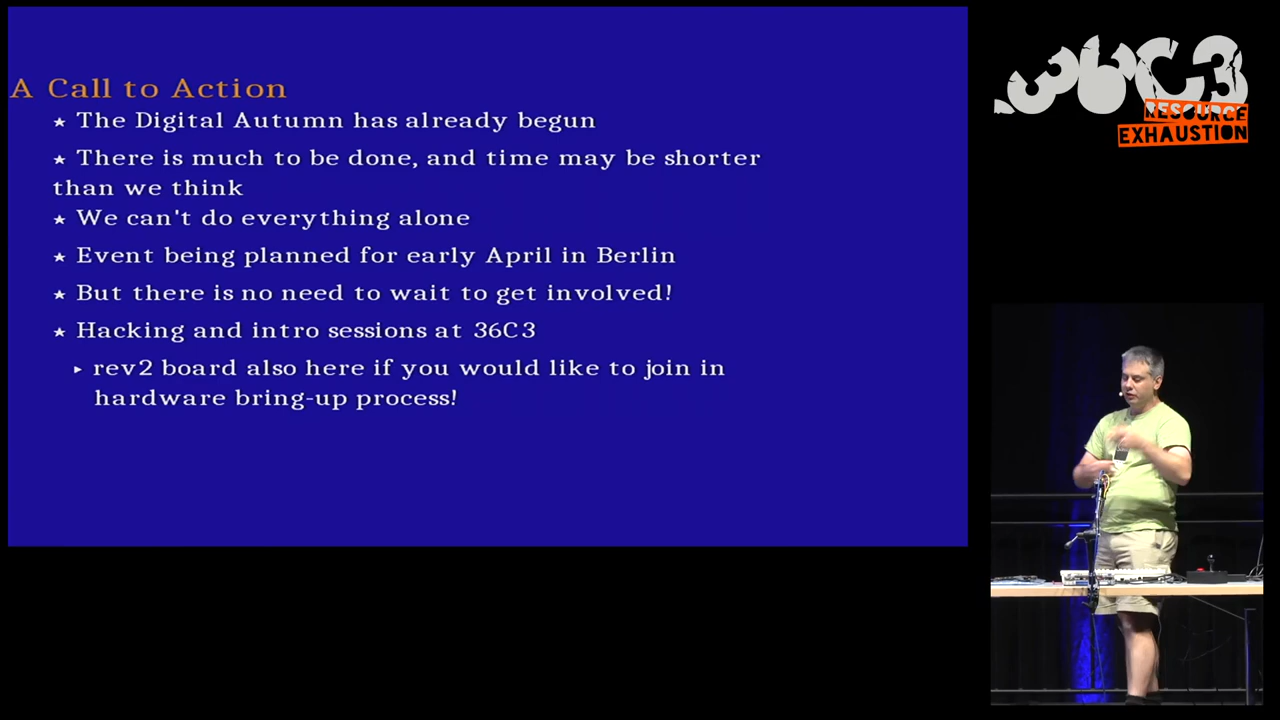 A Call to Action
★ The Digital Autumn has already begun
★ There is much to be done, and time may be shorter
than we think
★ We can't do everything alone
★ Event being planned for early April in Berlin
★ But there is no need to wait to get involved!
★ Hacking and intro sessions at 36C3
▸ rev2 board also here if you would like to join in
hardware bring-up process!
36C3
RESOURCE
EXHAUSTION